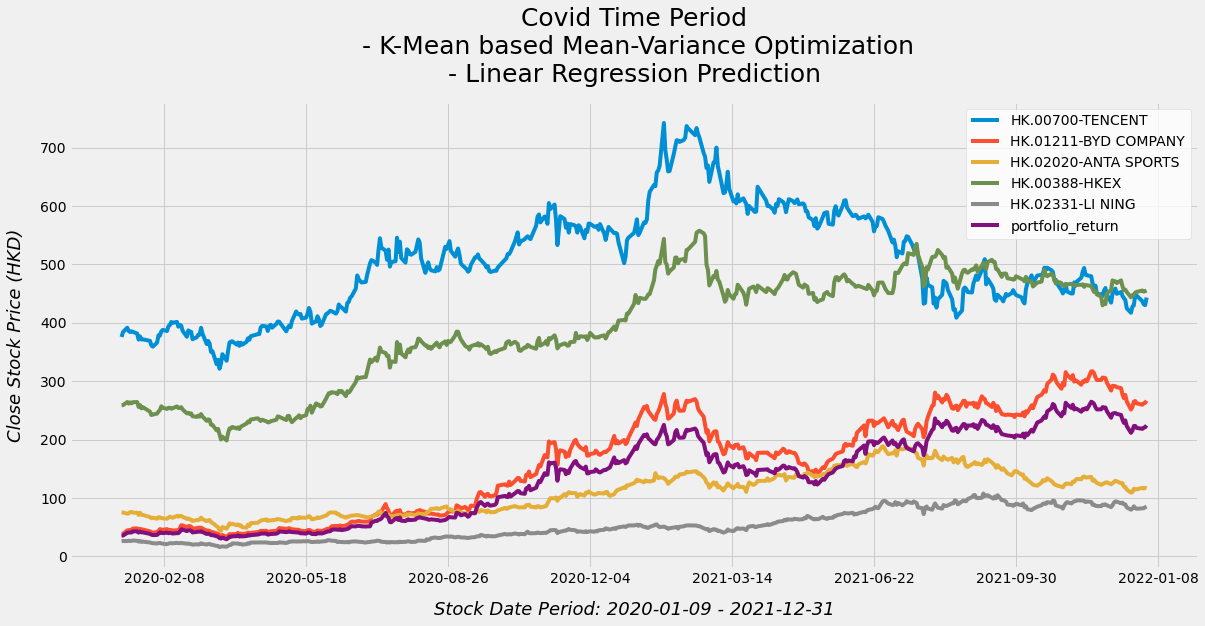 Covid Time Period
- K-Mean based Mean-Variance Optimization
- Linear Regression Prediction
HK.00700-TENCENT
HK.01211-BYD COMPANY
HK.02020-ANTA SPORTS
HK.00388-HKEX
HK.02331-LI NING
portfolio_return
Close Stock Price (HKD)
700
600
500
400
300
200
100
0
2020-02-08
2020-05-18
2020-08-26
2020-12-04
2021-03-14
2021-06-22
2021-09-30
2022-01-08
Stock Date Period: 2020-01-09 - 2021-12-31